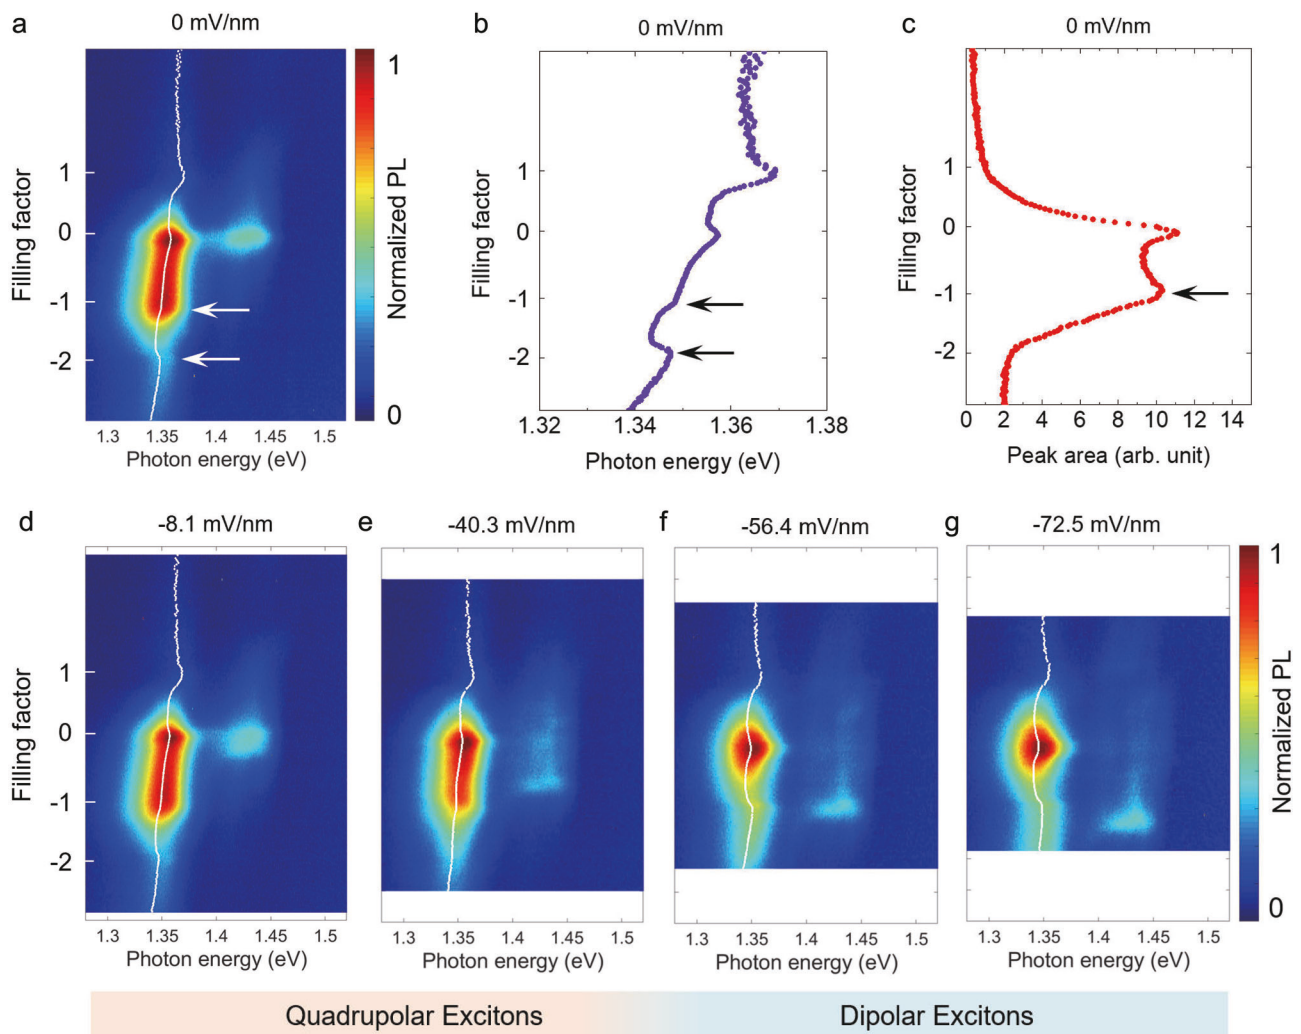 a
0 mV/nm
Filling factor
1
0
-1
-2
1.3 1.35 1.4 1.45 1.5
Photon energy (eV)
1
Normalized PL
0
b
0 mV/nm
Filling factor
1
0
-1
-2
1.32 1.34 1.36 1.38
Photon energy (eV)
c
0 mV/nm
Filling factor
1
0
-1
-2
0 2 4 6 8 10 12 14
Peak area (arb. unit)
d
-8.1 mV/nm
Filling factor
1
0
-1
-2
1.3 1.35 1.4 1.45 1.5
Photon energy (eV)
e
-40.3 mV/nm
1.3 1.35 1.4 1.45 1.5
Photon energy (eV)
f
-56.4 mV/nm
1.3 1.35 1.4 1.45 1.5
Photon energy (eV)
g
-72.5 mV/nm
1.3 1.35 1.4 1.45 1.5
Photon energy (eV)
1
Normalized PL
0
Quadrupolar Excitons
Dipolar Excitons